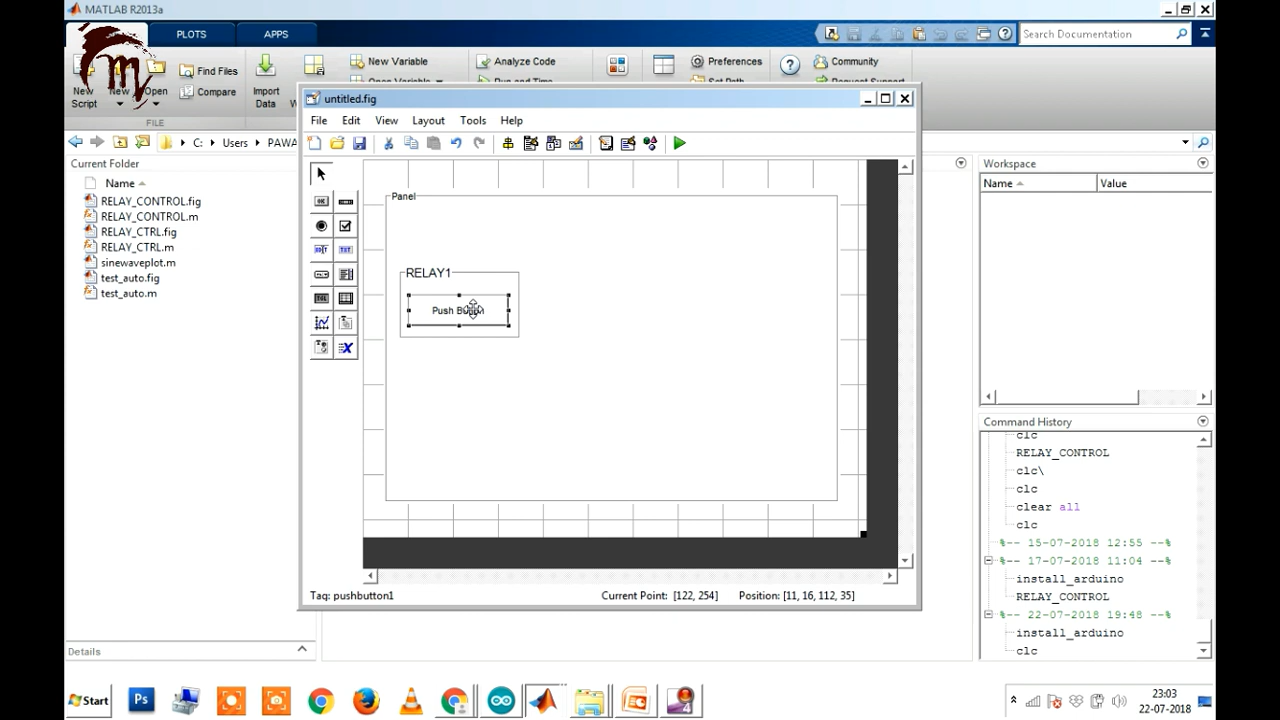 MATLAB R2013a
PLOTS
APPS
Search Documentation
New Script
New
Open
Find Files
Compare
Import Data
New Variable
Analyze Code
Preferences
Community
FILE
C:
Users
untitled.fig
File Edit View Layout Tools Help
Current Folder
Name
RELAY_CONTROL.fig
RELAY_CONTROL.m
RELAY_CTRL.fig
RELAY_CTRL.m
sinewaveplot.m
test_auto.fig
test_auto.m
Details
Panel
RELAY1
Tag: pushbutton1
Current Point: [122, 254]
Position: [11, 16, 112, 35]
Workspace
Name
Value
Command History
clc
RELAY_CONTROL
clc\
clc
clear all
clc
%-- 15-07-2018 12:55 --%
%-- 17-07-2018 11:04 --%
install_arduino
RELAY_CONTROL
%-- 22-07-2018 19:48 --%
install_arduino
clc
Start
Ps
23:03
22-07-2018